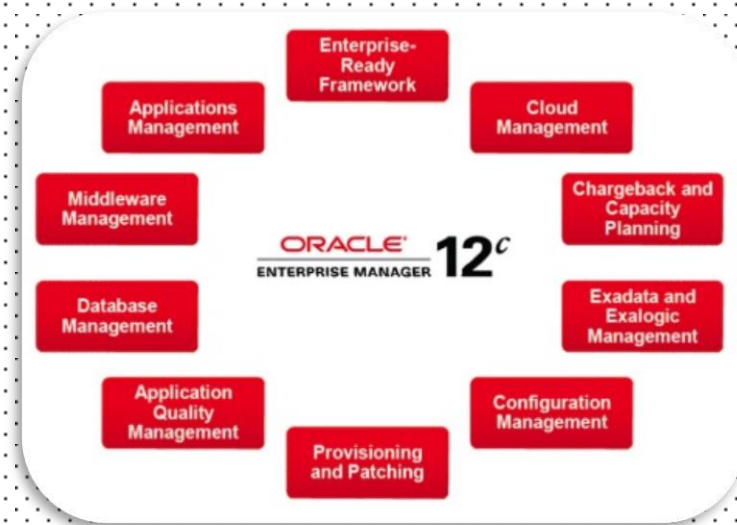 Enterprise-
Ready
Framework
Applications
Management
Cloud
Management
Middleware
Management
Chargeback and
Capacity
Planning
ORACLE
ENTERPRISE MANAGER 12c
Database
Management
Exadata and
Exalogic
Management
Application
Quality
Management
Configuration
Management
Provisioning
and Patching